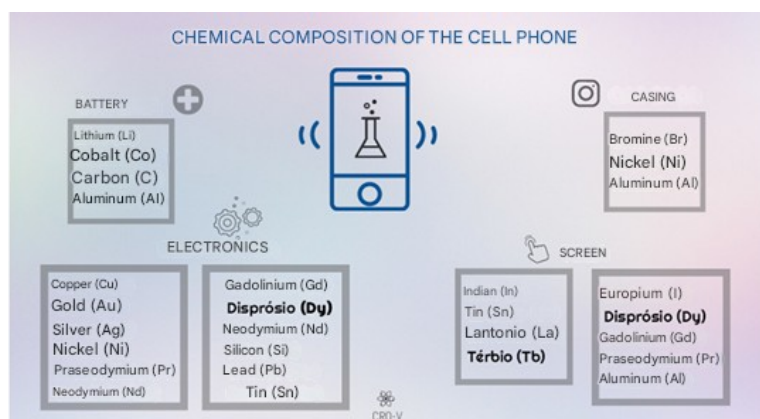 CHEMICAL COMPOSITION OF THE CELL PHONE
BATTERY
Lithium (Li)
Cobalt (Co)
Carbon (C)
Aluminum (Al)
CASING
Bromine (Br)
Nickel (Ni)
Aluminum (Al)
ELECTRONICS
Copper (Cu)
Gold (Au)
Silver (Ag)
Nickel (Ni)
Praseodymium (Pr)
Neodymium (Nd)
Gadolinium (Gd)
Disprósio (Dy)
Neodymium (Nd)
Silicon (Si)
Lead (Pb)
Tin (Sn)
SCREEN
Indian (In)
Tin (Sn)
Lantonio (La)
Térbio (Tb)
Europium (I)
Disprósio (Dy)
Gadolinium (Gd)
Praseodymium (Pr)
Aluminum (Al)